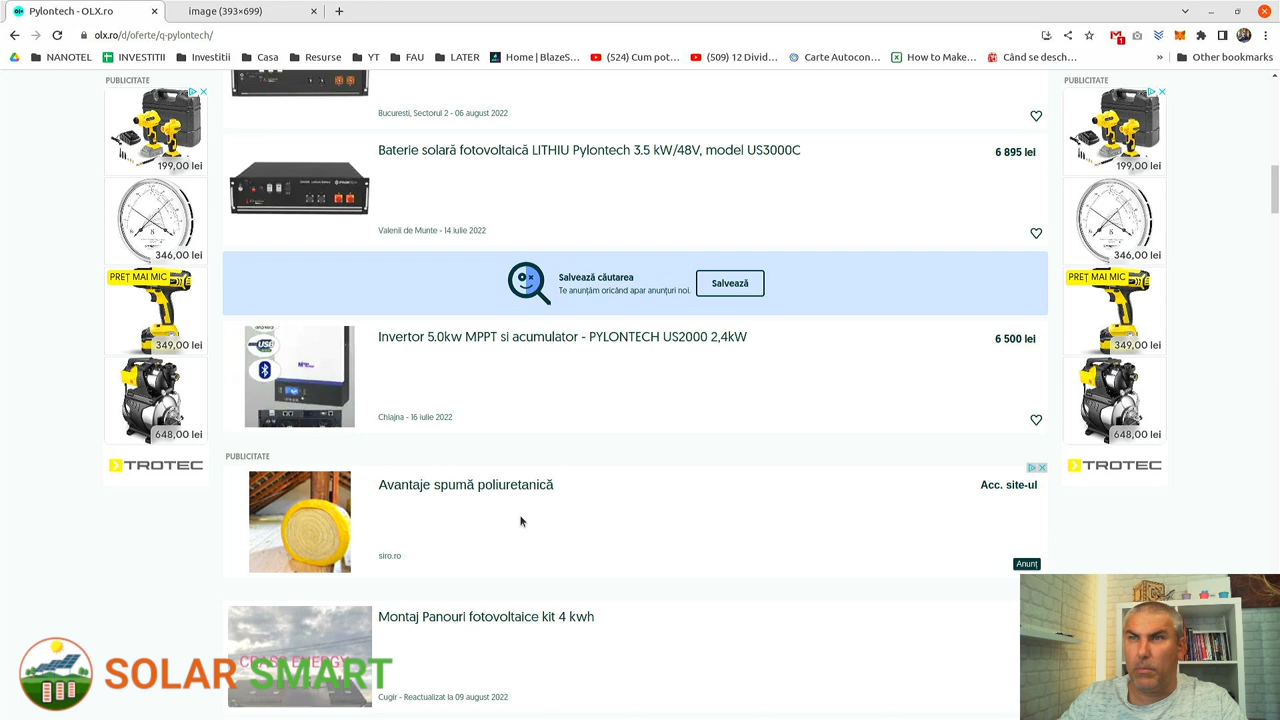 Pylontech - OLX.ro
image (393×699)
olx.ro/d/oferte/q-pylontech/
NANOTEL
INVESTITII
Investitii
Casa
Resurse
YT
FAU
LATER
Home | BlazeS...
(524) Cum pot...
(509) 12 Divid...
Carte Autocon...
How to Make...
Când se desch...
»
Other bookmarks
PUBLICITATE
199,00 lei
346,00 lei
PREȚ MAI MIC
349,00 lei
648,00 lei
TROTEC
Bucuresti, Sectorul 2 - 06 august 2022
Baterie solară fotovoltaică LITHIU Pylontech 3.5 kW/48V, model US3000C
6 895 lei
Valenii de Munte - 14 iulie 2022
Salvează căutarea
Te anunțăm oricând apar anunțuri noi.
Salvează
Invertor 5.0kw MPPT si acumulator - PYLONTECH US2000 2,4kW
6 500 lei
USB
Chiajna - 16 iulie 2022
PUBLICITATE
Avantaje spumă poliuretanică
Acc. site-ul
siro.ro
Anunț
Montaj Panouri fotovoltaice kit 4 kwh
Cugir - Reactualizat la 09 august 2022
SOLAR SMART
PUBLICITATE
199,00 lei
346,00 lei
PREȚ MAI MIC
349,00 lei
648,00 lei
TROTEC